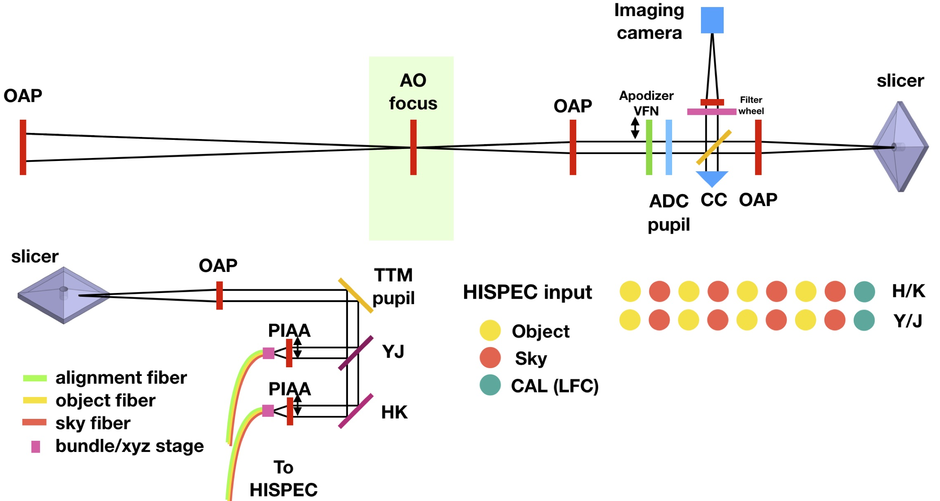 Imaging
camera
OAP
AO
focus
OAP
Apodizer
VFN
Filter
wheel
slicer
ADC
pupil
CC
OAP
slicer
OAP
TTM
pupil
HISPEC input
H/K
Y/J
Object
Sky
CAL (LFC)
PIAA
YJ
PIAA
HK
alignment fiber
object fiber
sky fiber
bundle/xyz stage
To
HISPEC